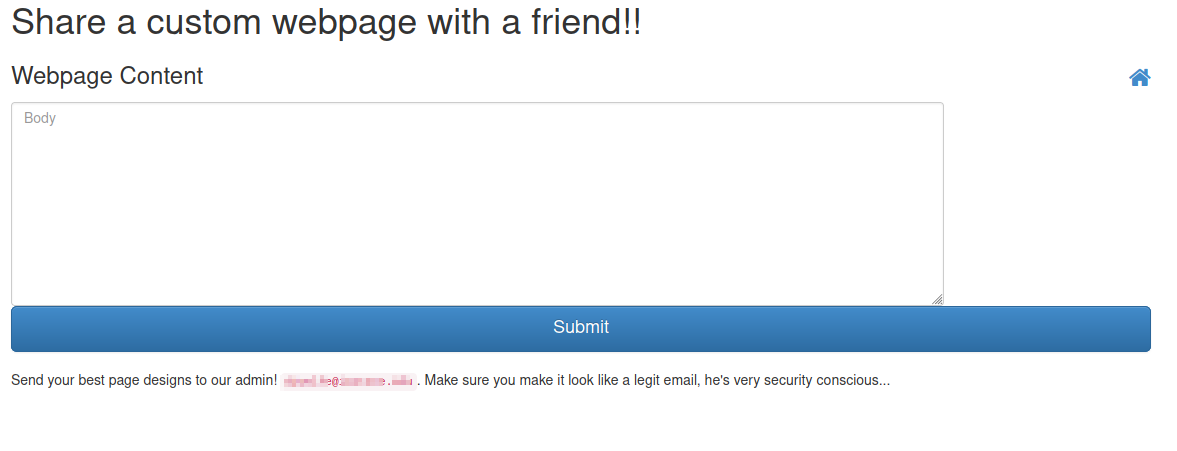 Share a custom webpage with a friend!!
Webpage Content
Body
Submit
Send your best page designs to our admin! . Make sure you make it look like a legit email, he's very security conscious...